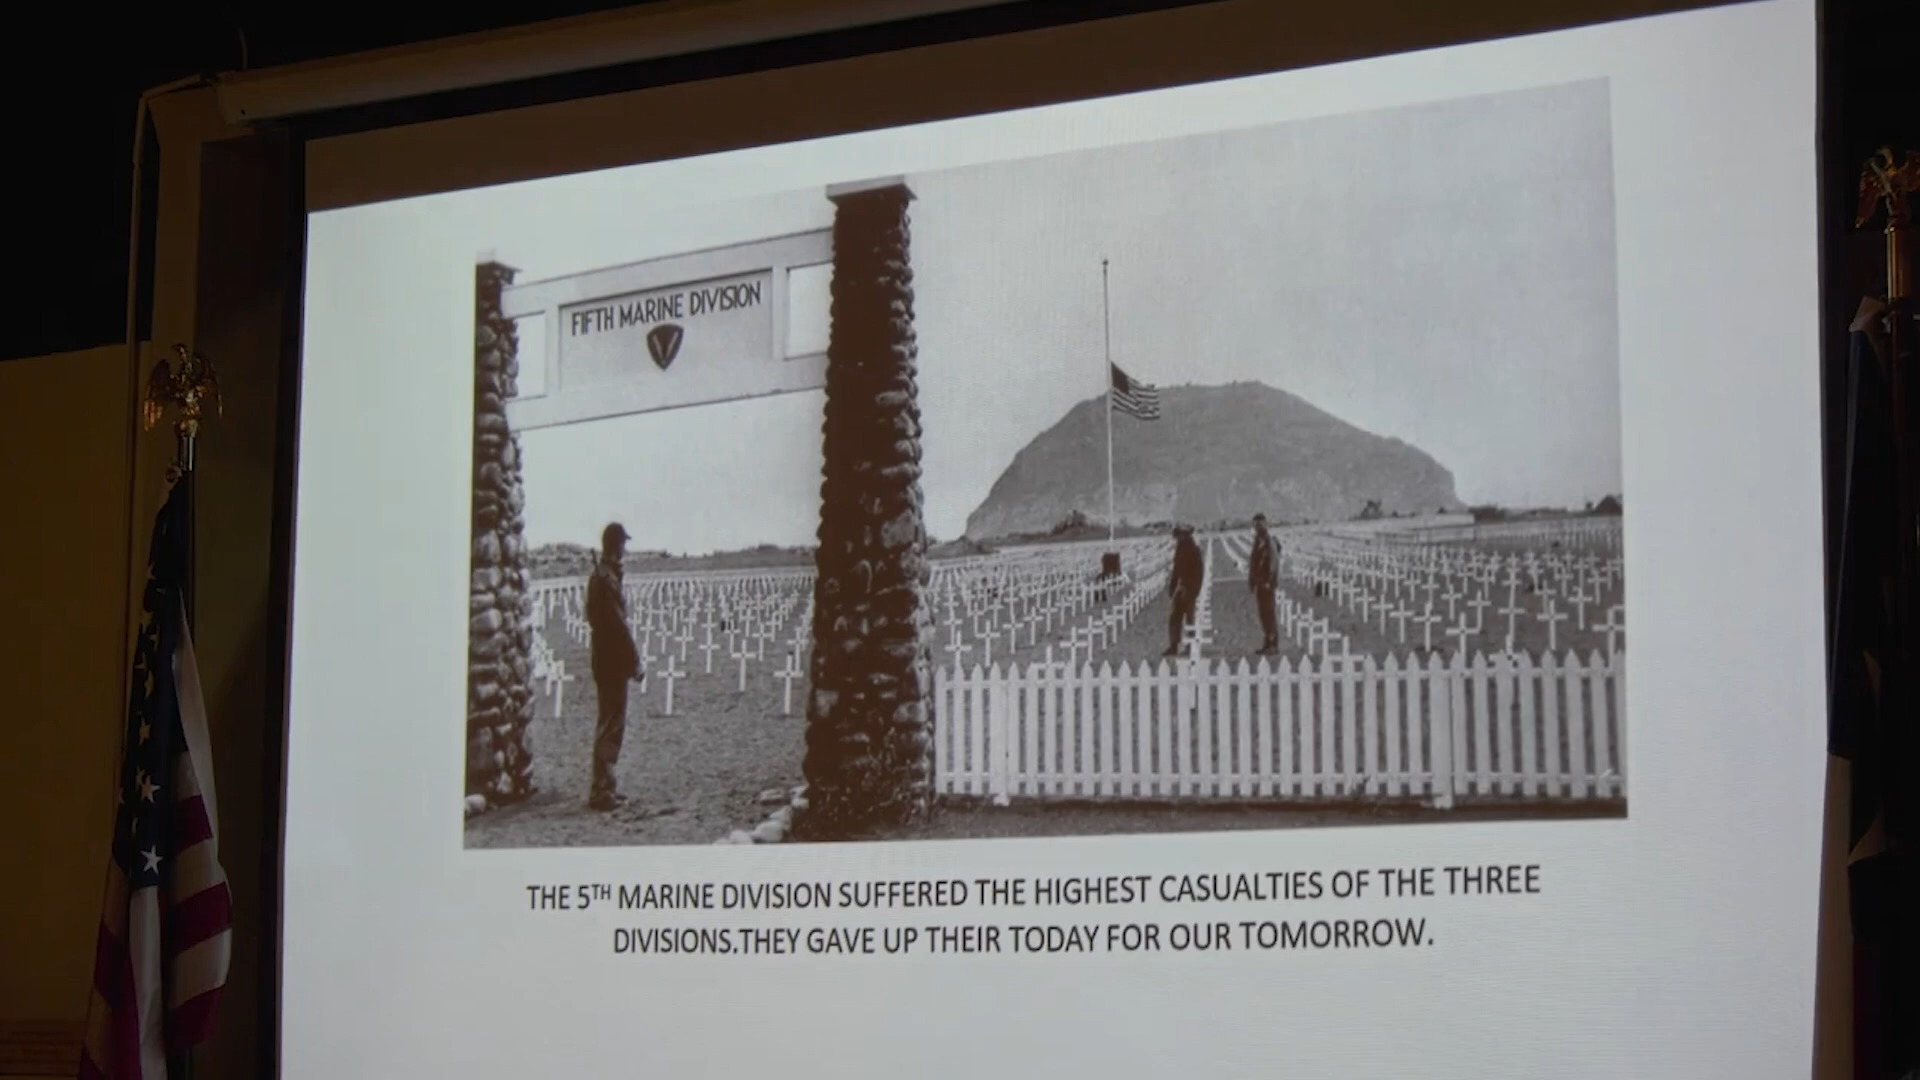 FIFTH MARINE DIVISION
THE 5TH MARINE DIVISION SUFFERED THE HIGHEST CASUALTIES OF THE THREE
DIVISIONS.THEY GAVE UP THEIR TODAY FOR OUR TOMORROW.